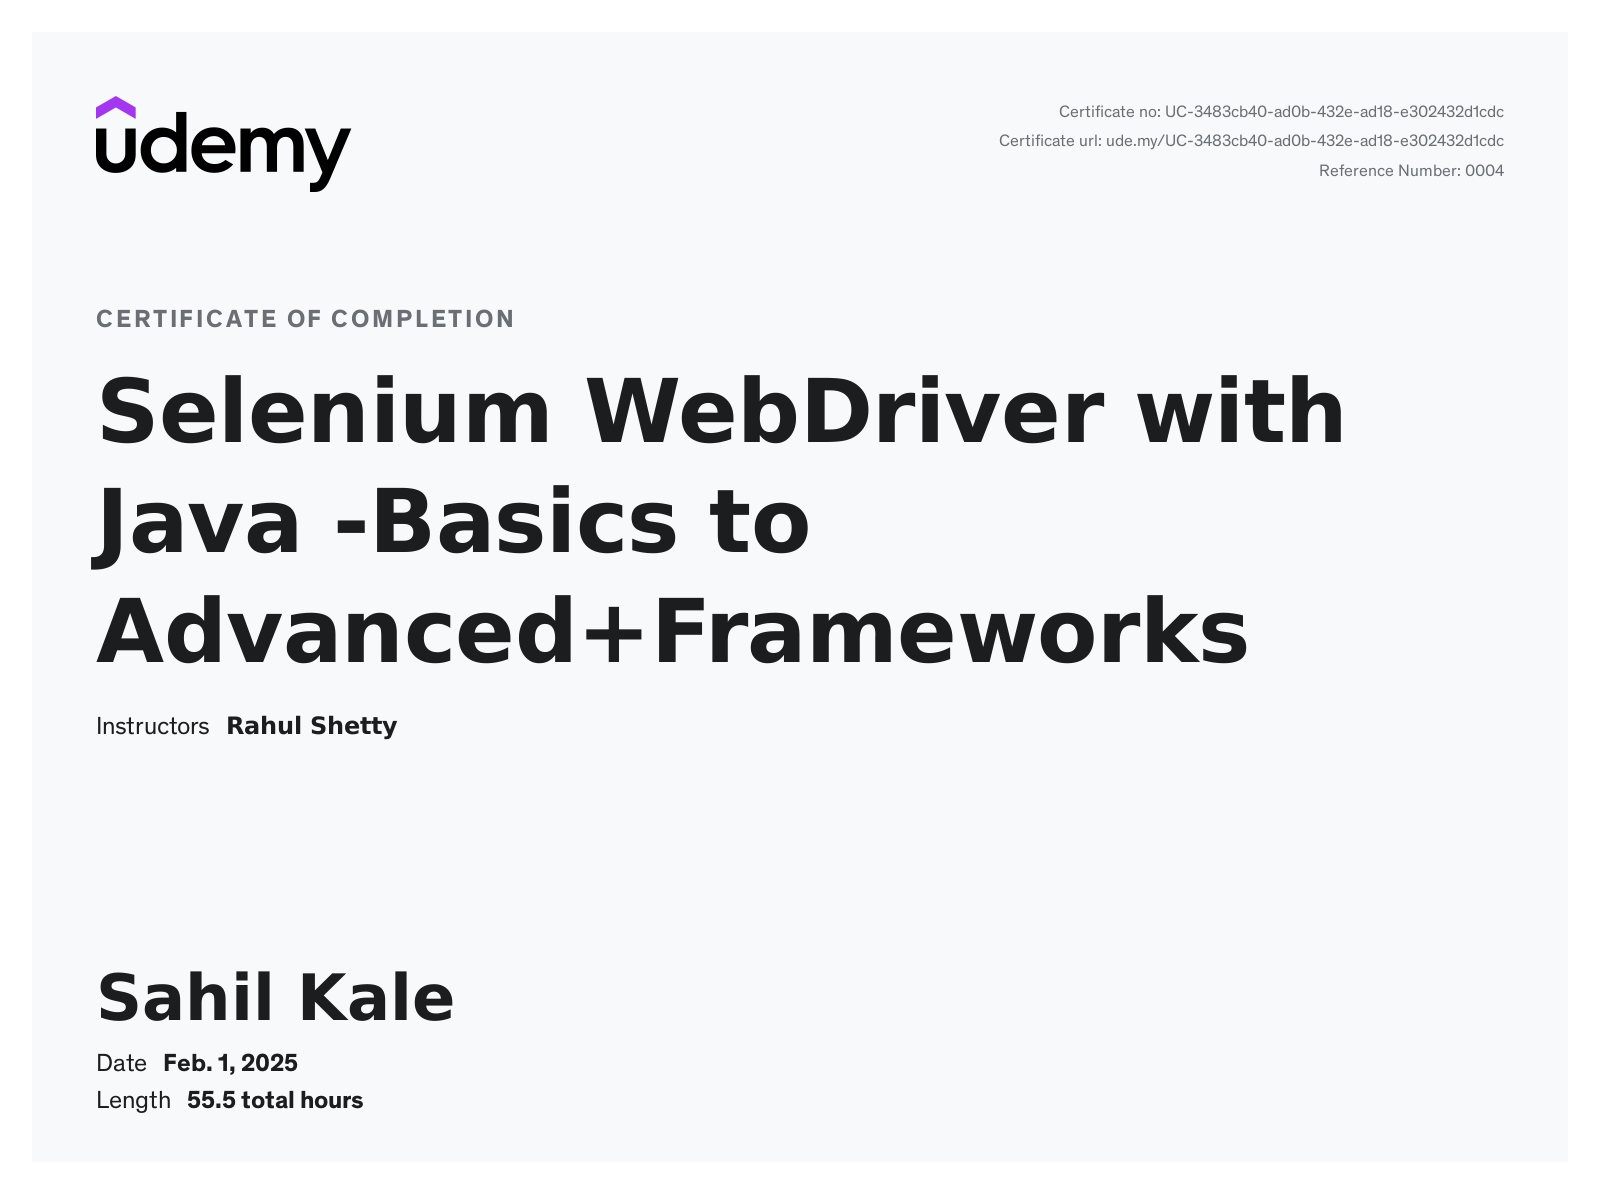 udemy
Certificate no: UC-3483cb40-ad0b-432e-ad18-e302432d1cdc
Certificate url: ude.my/UC-3483cb40-ad0b-432e-ad18-e302432d1cdc
Reference Number: 0004
CERTIFICATE OF COMPLETION
Selenium WebDriver with
Java -Basics to
Advanced+Frameworks
Instructors Rahul Shetty
Sahil Kale
Date Feb. 1, 2025
Length 55.5 total hours